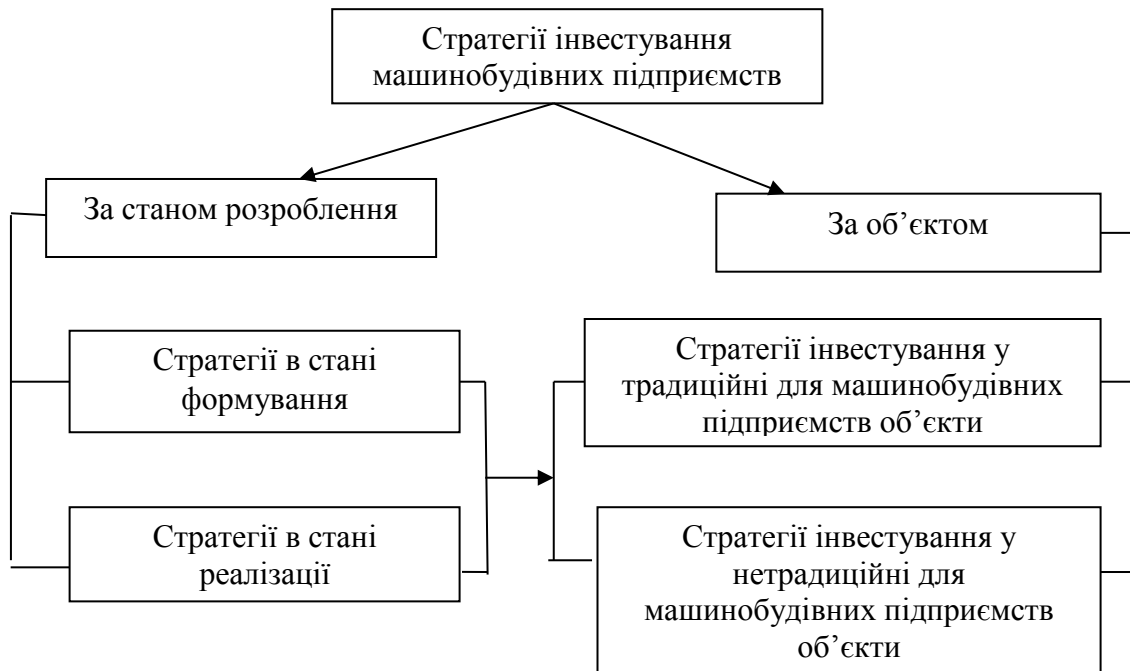 Стратегії інвестування
машинобудівних підприємств
За станом розроблення
За об’єктом
Стратегії в стані
формування
Стратегії інвестування у
традиційні для машинобудівних
підприємств об’єкти
Стратегії в стані
реалізації
Стратегії інвестування у
нетрадиційні для
машинобудівних підприємств
об’єкти